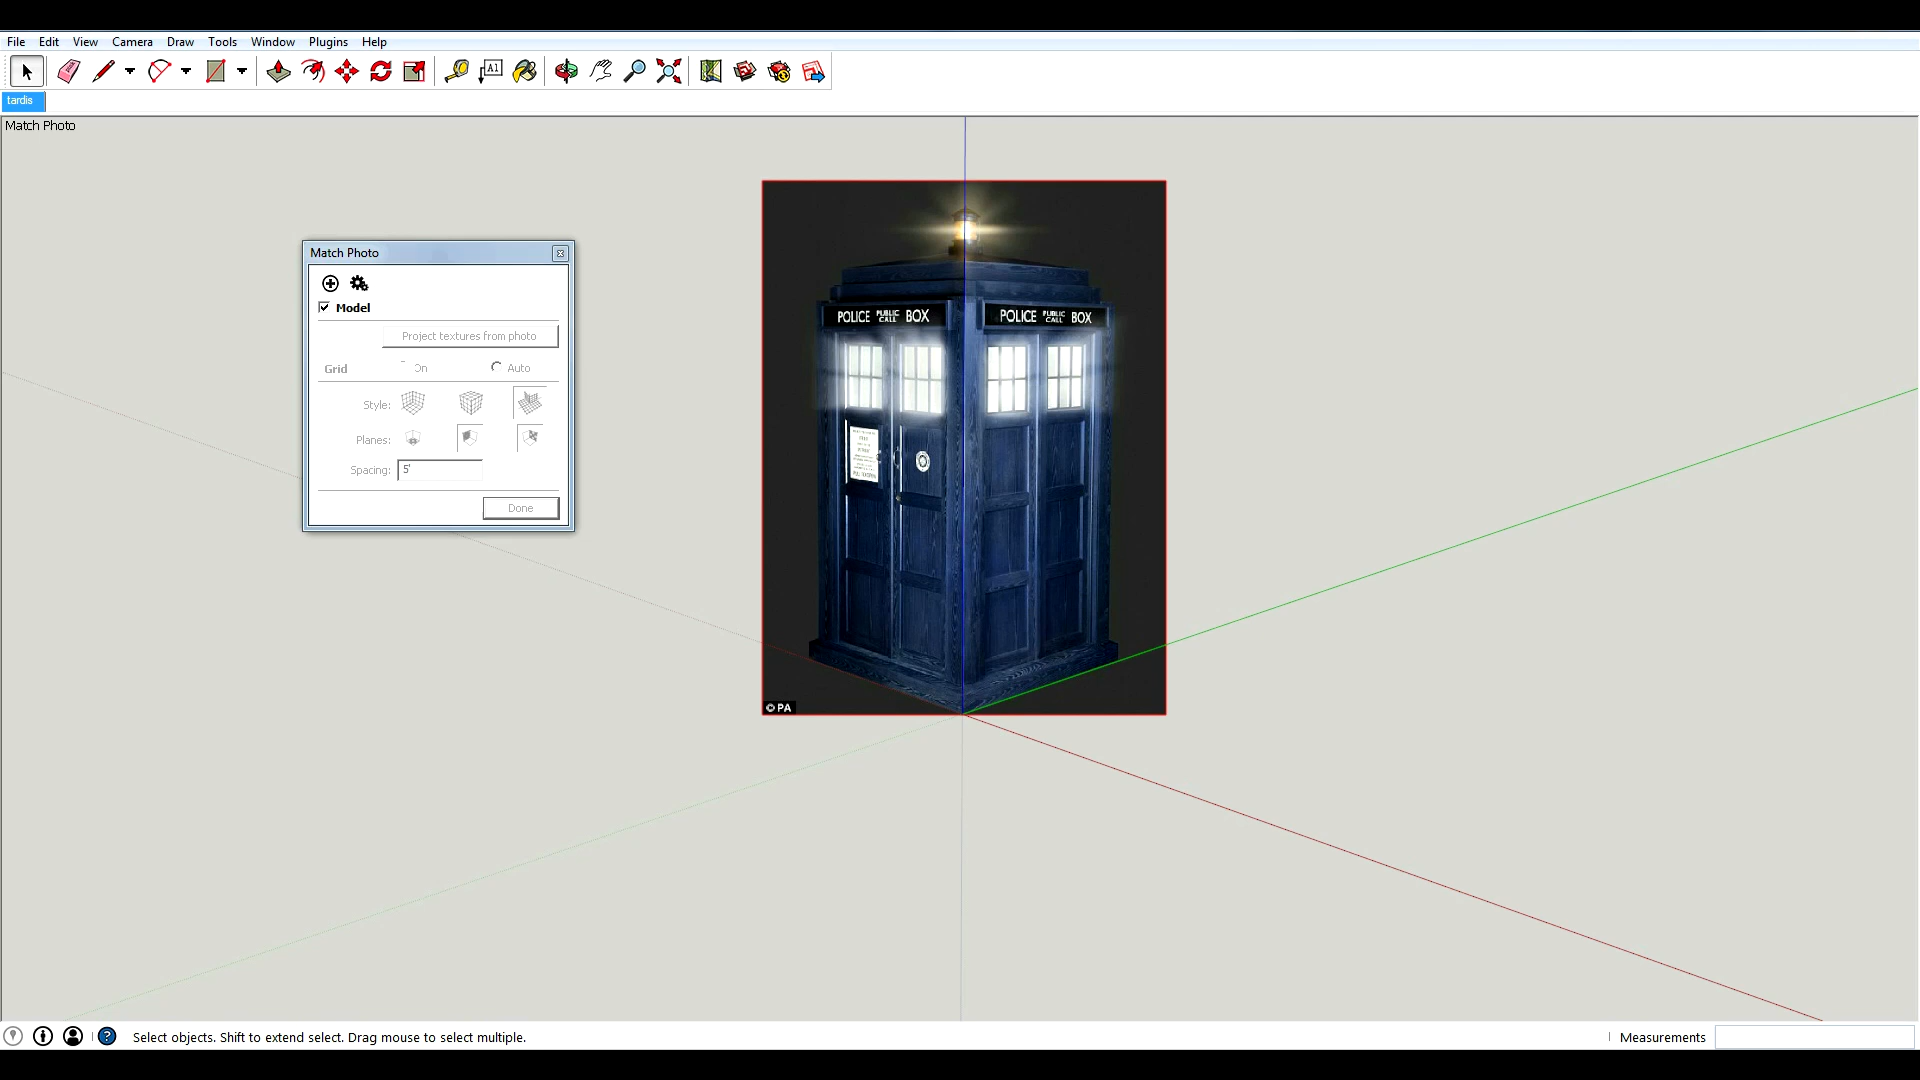 File Edit View Camera Draw Tools Window Plugins Help
A1
tardis
Match Photo
Match Photo
Model
Project textures from photo
Grid On Auto
Style:
Planes:
Spacing: 5'
Done
POLICE PUBLIC CALL BOX
POLICE PUBLIC CALL BOX
© PA
? Select objects. Shift to extend select. Drag mouse to select multiple.
Measurements